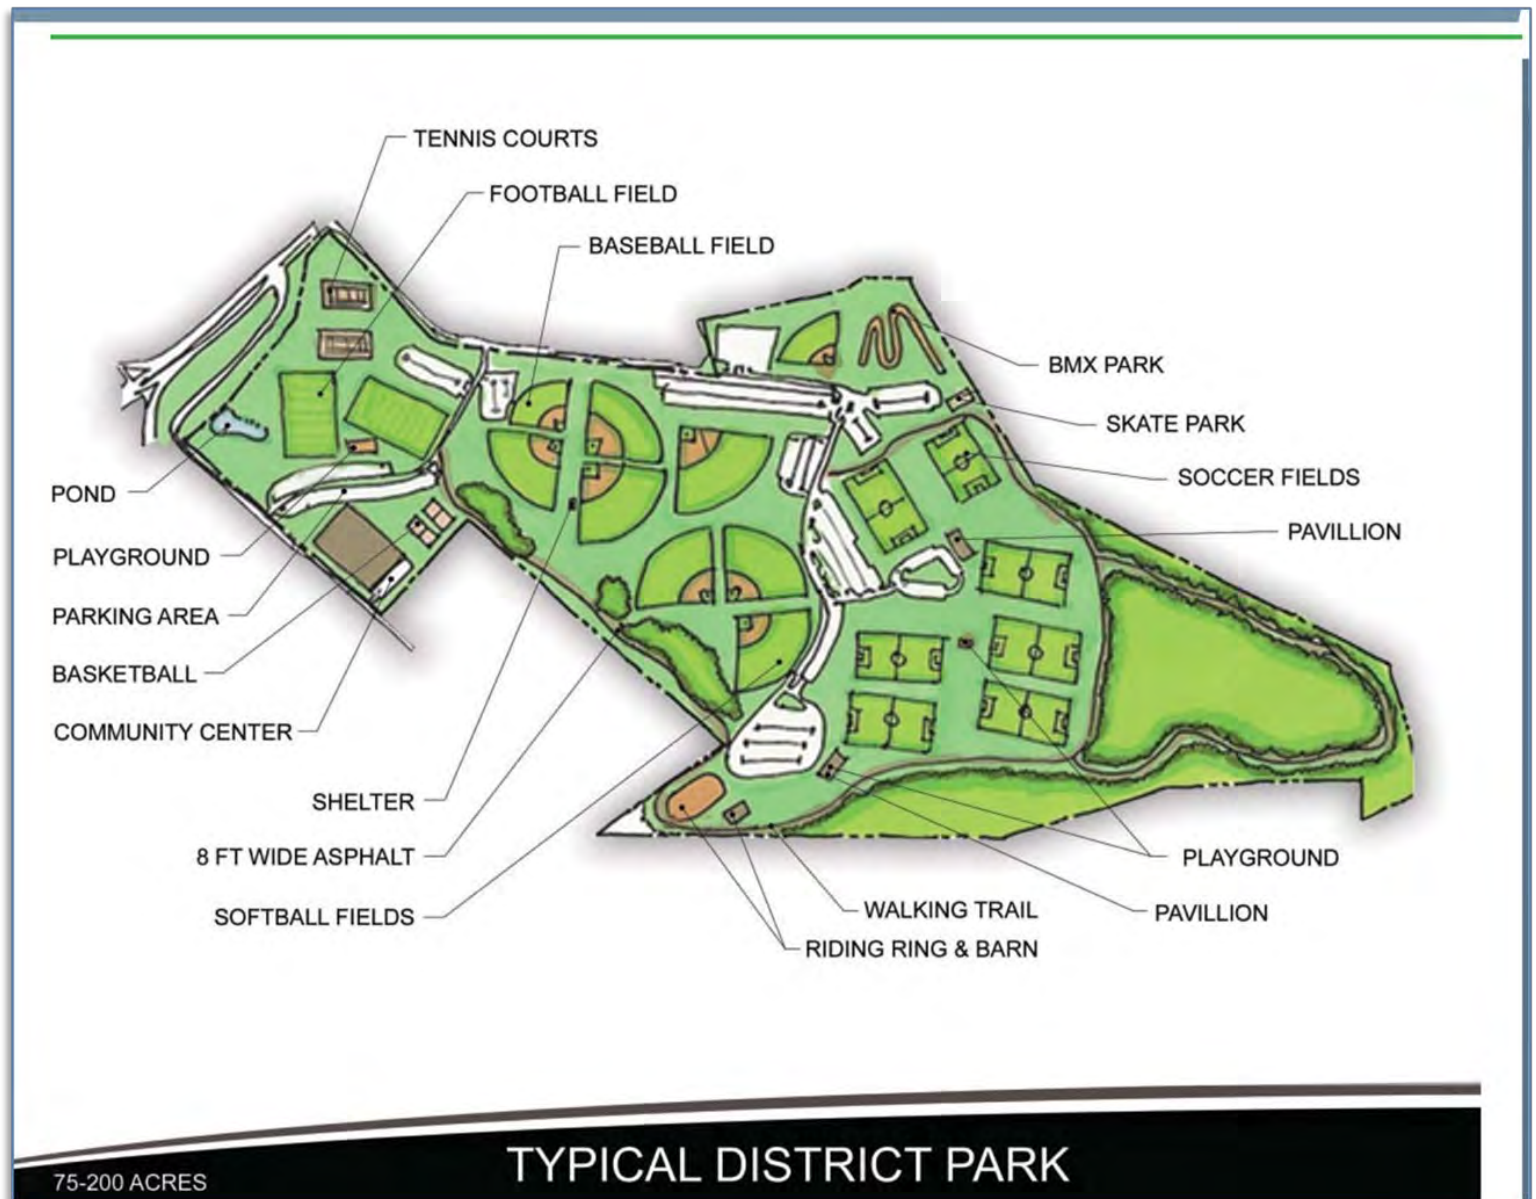 TENNIS COURTS
FOOTBALL FIELD
BASEBALL FIELD
BMX PARK
SKATE PARK
SOCCER FIELDS
PAVILLION
POND
PLAYGROUND
PARKING AREA
BASKETBALL
COMMUNITY CENTER
SHELTER
8 FT WIDE ASPHALT
SOFTBALL FIELDS
PLAYGROUND
WALKING TRAIL
PAVILLION
RIDING RING & BARN
TYPICAL DISTRICT PARK
75-200 ACRES